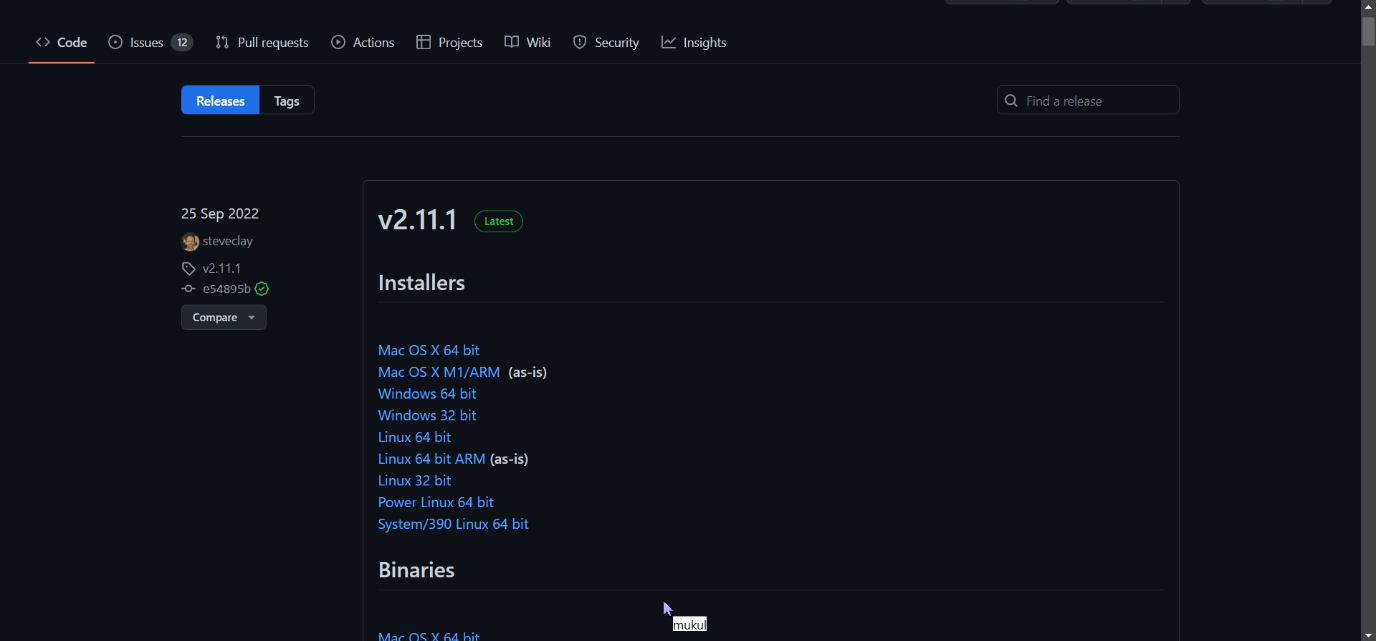 Code Issues 12 Pull requests Actions Projects Wiki Security Insights
Releases Tags Find a release
25 Sep 2022
steveclay
v2.11.1
e54895b
Compare
v2.11.1 Latest
Installers
Mac OS X 64 bit
Mac OS X M1/ARM (as-is)
Windows 64 bit
Windows 32 bit
Linux 64 bit
Linux 64 bit ARM (as-is)
Linux 32 bit
Power Linux 64 bit
System/390 Linux 64 bit
Binaries
mukul
Mac OS X 64 bit